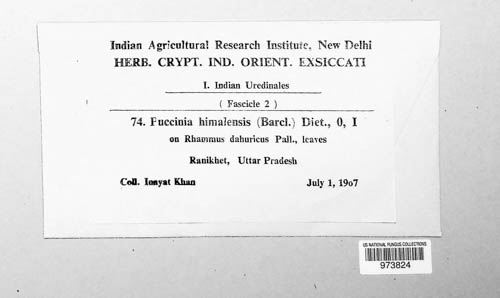 Indian Agricultural Research Institute, New Delhi
HERB. CRYPT. IND. ORIENT. EXSICCATI
I. Indian Uredinales
( Fascicle 2 )
74. Puccinia himalensis (Barcl.) Diet., 0, I
on Rhammus dahuricus Pall., leaves
Ranikhet, Uttar Pradesh
Coll. Inayat Khan
July 1, 1907
US NATIONAL FUNGUS COLLECTIONS
973824